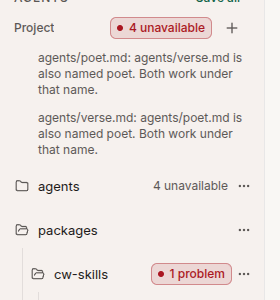 Project 4 unavailable +
agents/poet.md: agents/verse.md is
also named poet. Both work under
that name.
agents/verse.md: agents/poet.md is
also named poet. Both work under
that name.
agents 4 unavailable ···
packages ···
cw-skills 1 problem ···